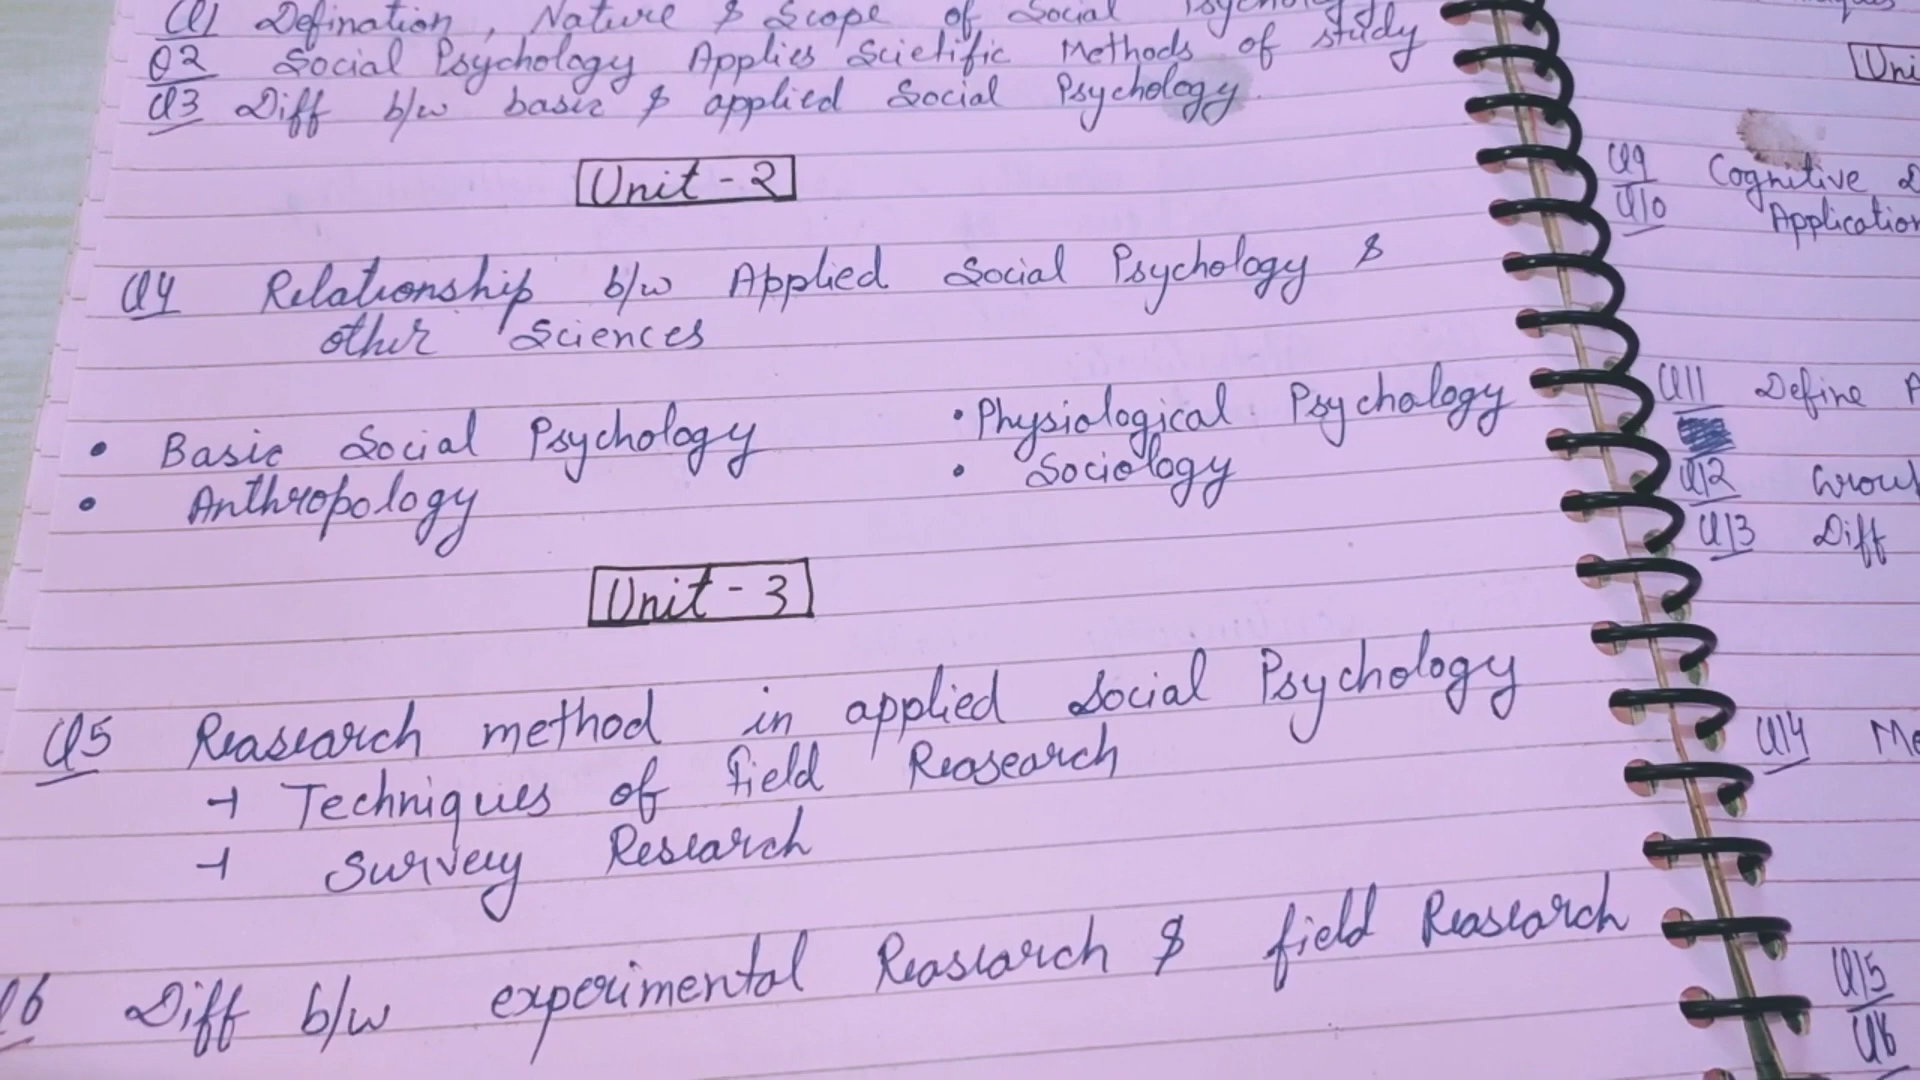 Q1 Defination, Nature & Scope of Social Psychology
Q2 Social Psychology Applies Scietific Methods of study
Q3 Diff b/w basic & applied Social Psychology.
Unit - 2
Q4 Relationship b/w Applied Social Psychology &
other Sciences
• Basic Social Psychology
• Physiological Psychology
• Anthropology
• Sociology
Unit - 3
Q5 Reasearch method in applied Social Psychology
→ Techniques of field Reasearch
→ Survey Research
Q6 Diff b/w experimental Reasearch & field Reasearch
Uni
Q9 Cognitive D
Q10 Application
Q11 Define A
Q12
Q13 Diff
Q14 Me
Q15